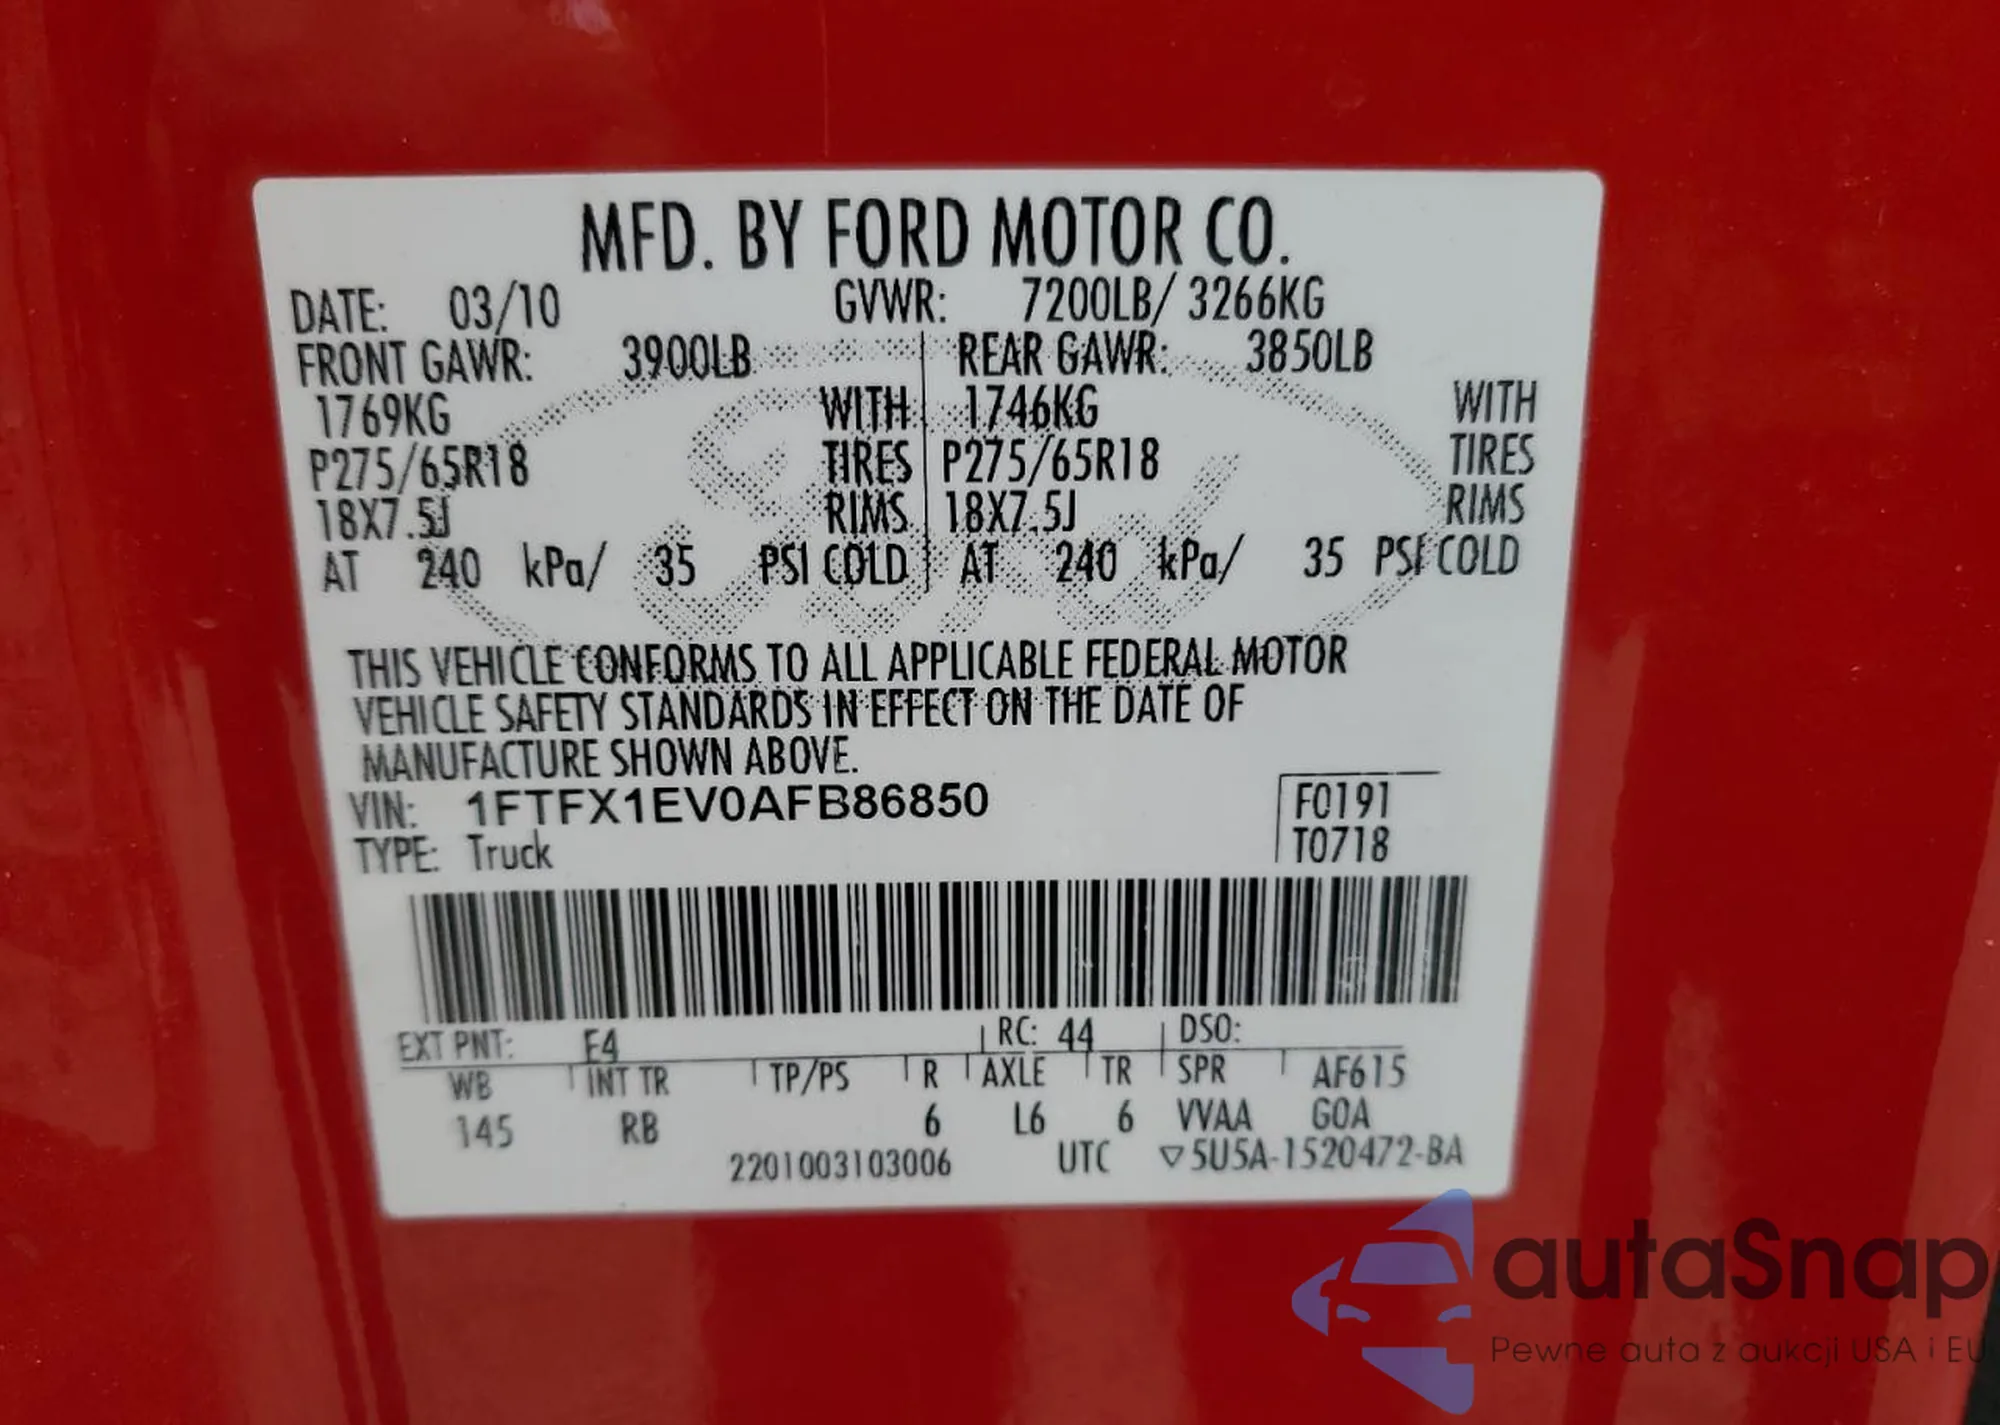 MFD. BY FORD MOTOR CO.
DATE: 03/10 GVWR: 7200LB/ 3266KG
FRONT GAWR: 3900LB REAR GAWR: 3850LB
1769KG WITH 1746KG WITH
P275/65R18 TIRES P275/65R18 TIRES
18X7.5J RIMS 18X7.5J RIMS
AT 240 kPa/ 35 PSI COLD AT 240 kPa/ 35 PSI COLD
THIS VEHICLE CONFORMS TO ALL APPLICABLE FEDERAL MOTOR
VEHICLE SAFETY STANDARDS IN EFFECT ON THE DATE OF
MANUFACTURE SHOWN ABOVE.
VIN: 1FTFX1EV0AFB86850 F0191
TYPE: Truck T0718
EXT PNT: E4 RC: 44 DSO:
WB INT TR TP/PS R AXLE TR SPR AF615
145 RB 6 L6 6 VVAA GOA
2201003103006 UTC ▽5U5A-1520472-BA
autaSnap
Pewne auta z aukcji USA i EU